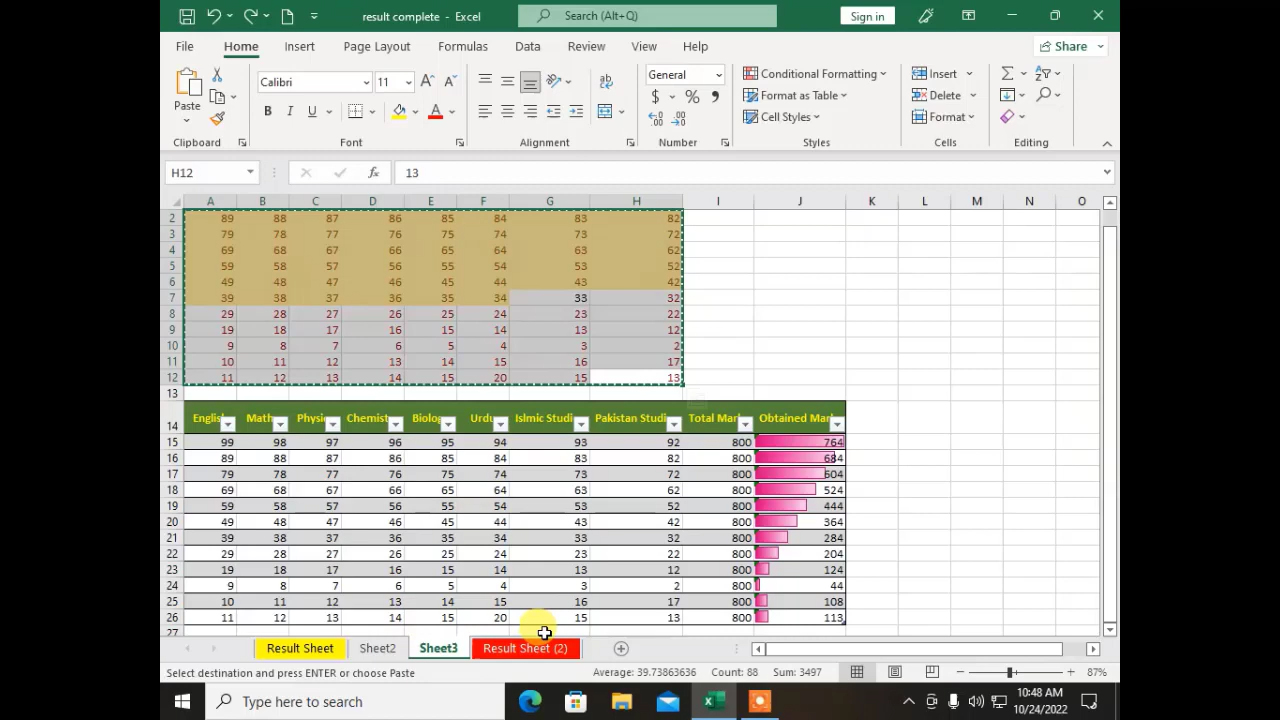 result complete - Excel
Search (Alt+Q)
Sign in
File Home Insert Page Layout Formulas Data Review View Help Share
Paste
Calibri 11 A^ A˅
B I U A
ab
General
$ % ,
Conditional Formatting
Format as Table
Cell Styles
Insert
Delete
Format
Clipboard Font Alignment Number Styles Cells Editing
H12 fx 13
A B C D E F G H I J K L M N O
2 89 88 87 86 85 84 83 82
3 79 78 77 76 75 74 73 72
4 69 68 67 66 65 64 63 62
5 59 58 57 56 55 54 53 52
6 49 48 47 46 45 44 43 42
7 39 38 37 36 35 34 33 32
8 29 28 27 26 25 24 23 22
9 19 18 17 16 15 14 13 12
10 9 8 7 6 5 4 3 2
11 10 11 12 13 14 15 16 17
12 11 12 13 14 15 20 15 13
13
14 Englis Math Physic Chemist Biolog Urdu Islmic Studi Pakistan Studi Total Mar Obtained Mar
15 99 98 97 96 95 94 93 92 800 764
16 89 88 87 86 85 84 83 82 800 684
17 79 78 77 76 75 74 73 72 800 604
18 69 68 67 66 65 64 63 62 800 524
19 59 58 57 56 55 54 53 52 800 444
20 49 48 47 46 45 44 43 42 800 364
21 39 38 37 36 35 34 33 32 800 284
22 29 28 27 26 25 24 23 22 800 204
23 19 18 17 16 15 14 13 12 800 124
24 9 8 7 6 5 4 3 2 800 44
25 10 11 12 13 14 15 16 17 800 108
26 11 12 13 14 15 20 15 13 800 113
27
Result Sheet Sheet2 Sheet3 Result Sheet (2)
Select destination and press ENTER or choose Paste Average: 39.73863636 Count: 88 Sum: 3497 87%
Type here to search
10:48 AM
10/24/2022